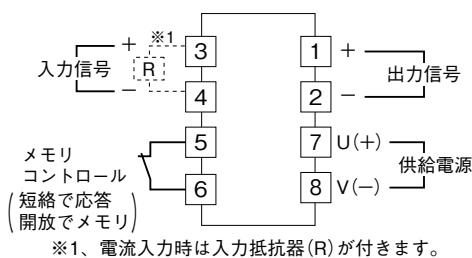 ※1
入力信号
+
R
−
3
4
5
6
メモリ
コントロール
(短絡で応答
開放でメモリ)
1
+
2
−
出力信号
7
U(+)
8
V(−)
供給電源
※1、電流入力時は入力抵抗器(R)が付きます。